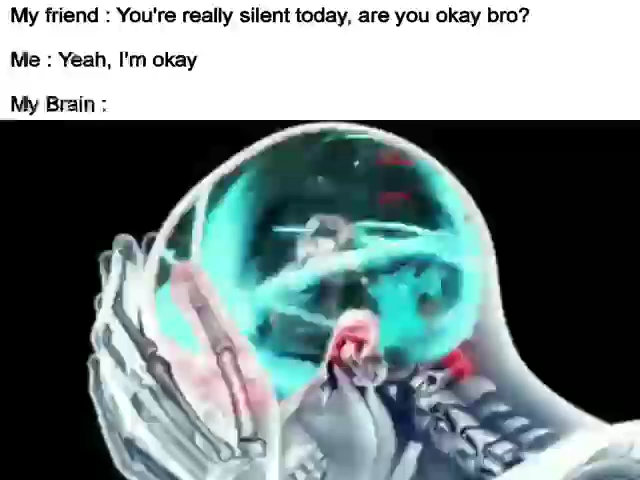 My friend : You're really silent today, are you okay bro?
Me : Yeah, I'm okay
My Brain :